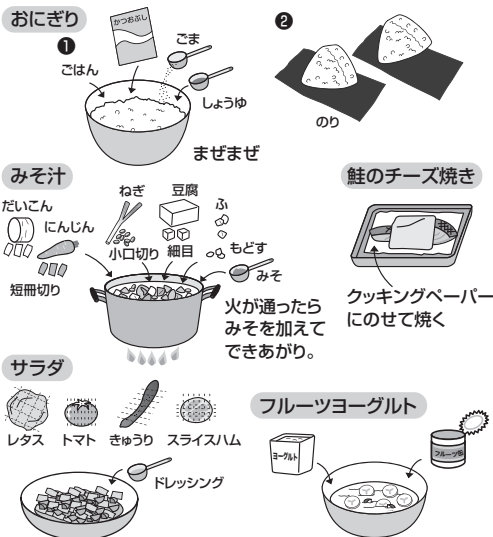 おにぎり
❶
かつおぶし
ごま
ごはん
しょうゆ
まぜまぜ
❷
のり
みそ汁
だいこん
にんじん
短冊切り
ねぎ
小口切り
豆腐
細目
ふ
もどす
みそ
火が通ったら
みそを加えて
できあがり。
鮭のチーズ焼き
クッキングペーパー
にのせて焼く
サラダ
レタス
トマト
きゅうり
スライスハム
ドレッシング
フルーツヨーグルト
ヨーグルト
フルーツ缶